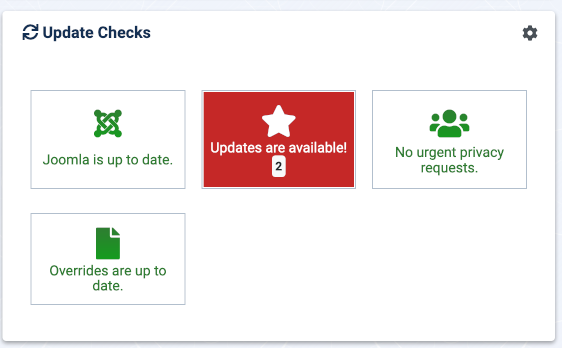 Update Checks
Joomla is up to date.
Updates are available!
2
No urgent privacy
requests.
Overrides are up to
date.